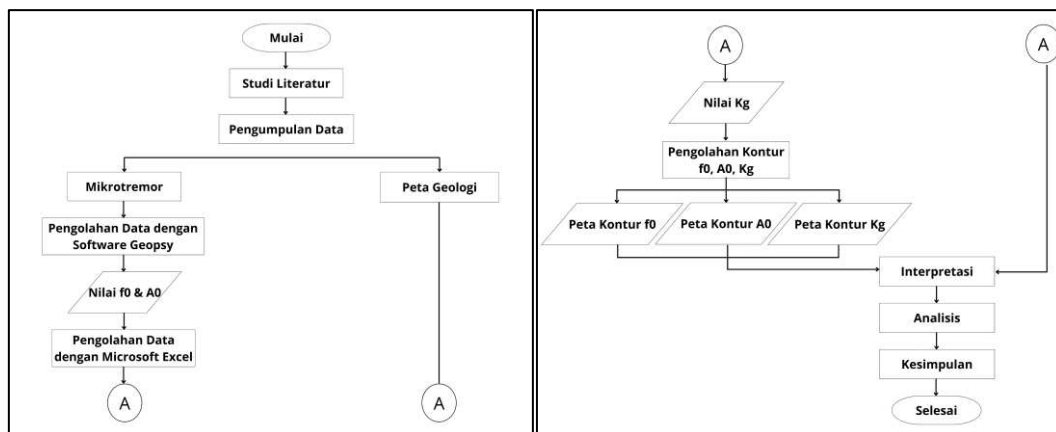 Mulai
Studi Literatur
Pengumpulan Data
Mikrotremor
Peta Geologi
Pengolahan Data dengan
Software Geopsy
Nilai f0 & A0
Pengolahan Data
dengan Microsoft Excel
A
A
A
A
Nilai Kg
Pengolahan Kontur
f0, A0, Kg
Peta Kontur f0
Peta Kontur A0
Peta Kontur Kg
Interpretasi
Analisis
Kesimpulan
Selesai